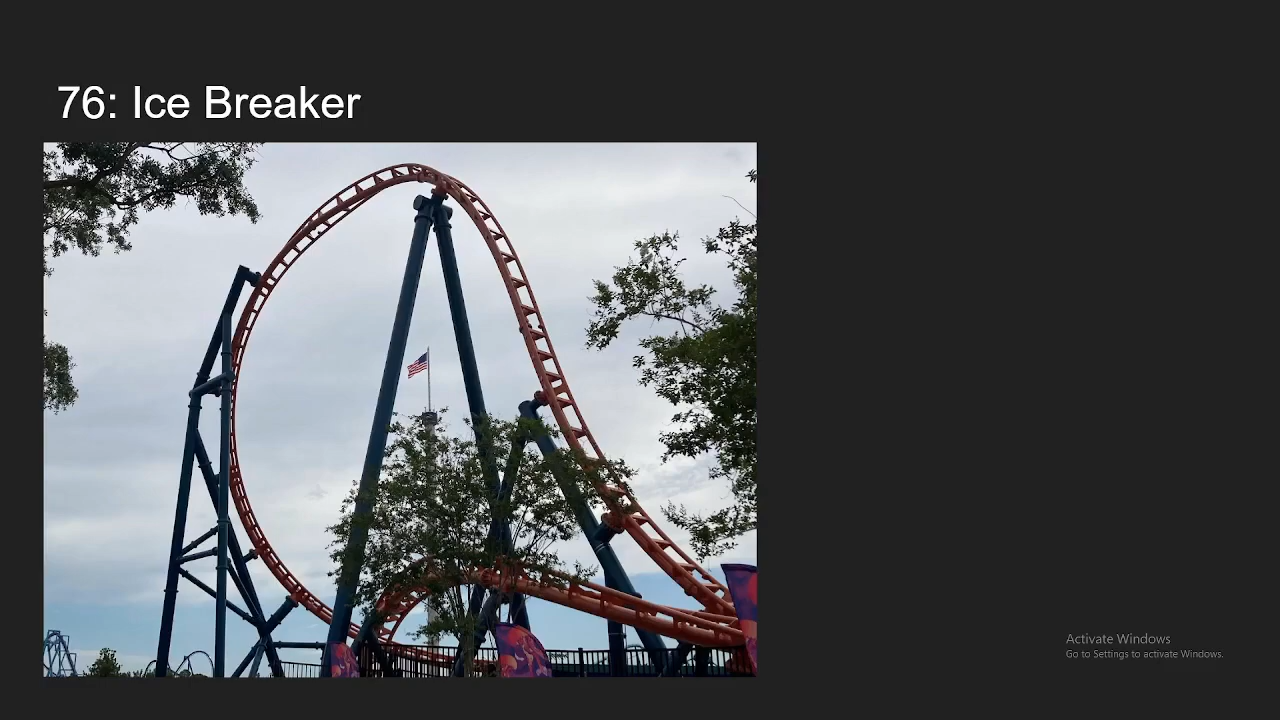 76: Ice Breaker
Activate Windows
Go to Settings to activate Windows.